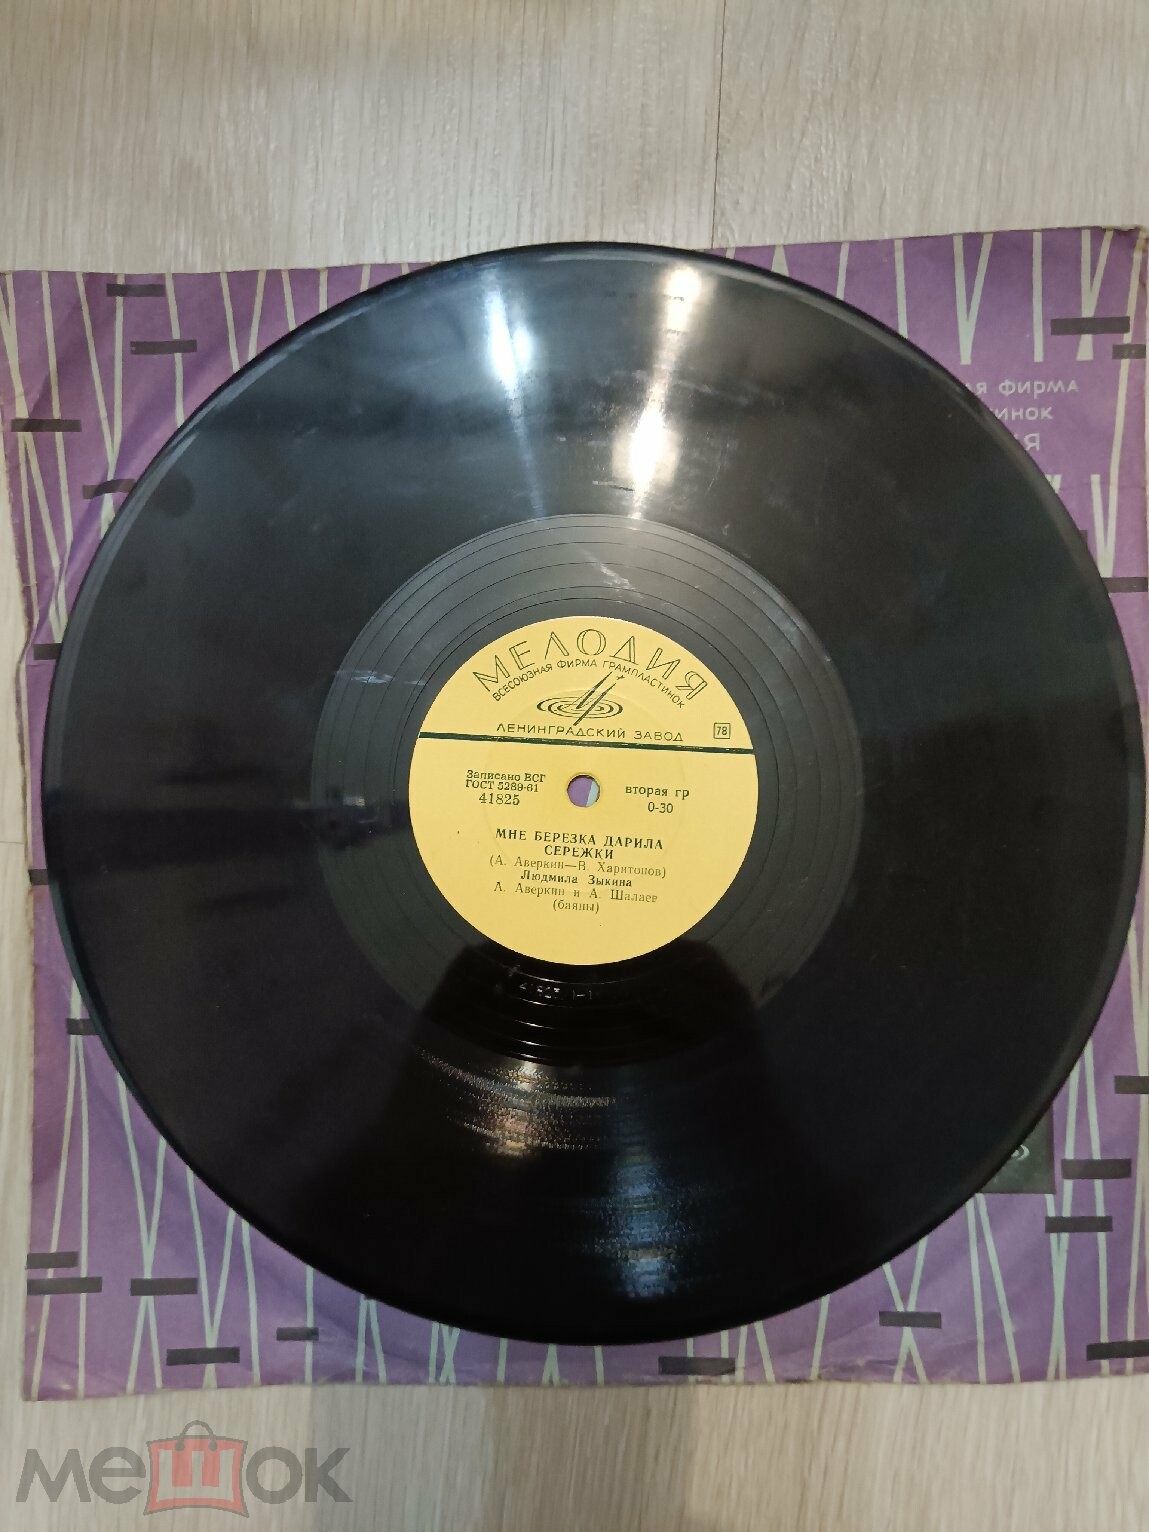 ая фирма
инок
ия
МЕЛОДИЯ
ВСЕСОЮЗНАЯ ФИРМА ГРАМПЛАСТИНОК
ЛЕНИНГРАДСКИЙ ЗАВОД
78
Записано ВСГ
ГОСТ 5289-61
41825
вторая гр
0-30
МНЕ БЕРЕЗКА ДАРИЛА
СЕРЕЖКИ
(А. Аверкин—В. Харитонов)
Людмила Зыкина
А. Аверкин и А. Шалаев
(баяны)
мешок